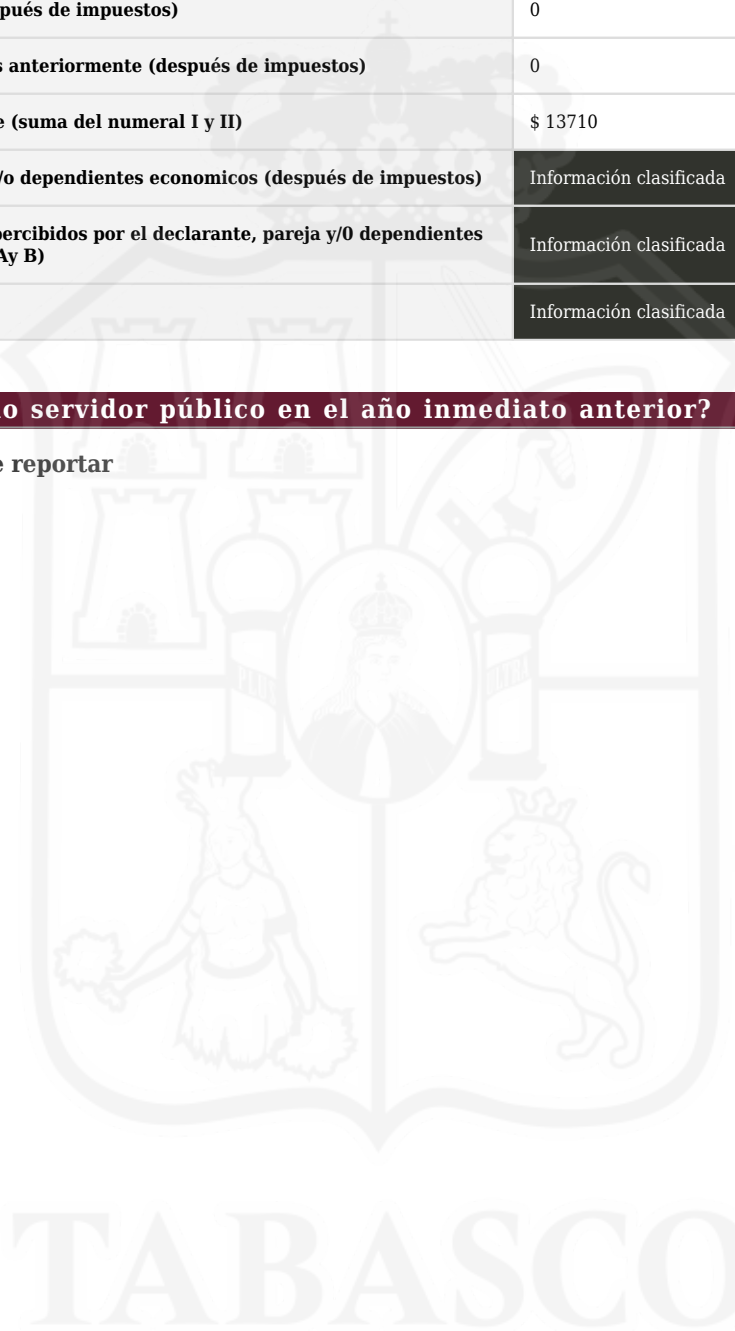 pués de impuestos) 0
s anteriormente (después de impuestos) 0
e (suma del numeral I y II) $ 13710
/o dependientes economicos (después de impuestos) Información clasificada
percibidos por el declarante, pareja y/0 dependientes
Ay B) Información clasificada
Información clasificada
o servidor público en el año inmediato anterior?
e reportar
PLUS ULTRA
TABASCO